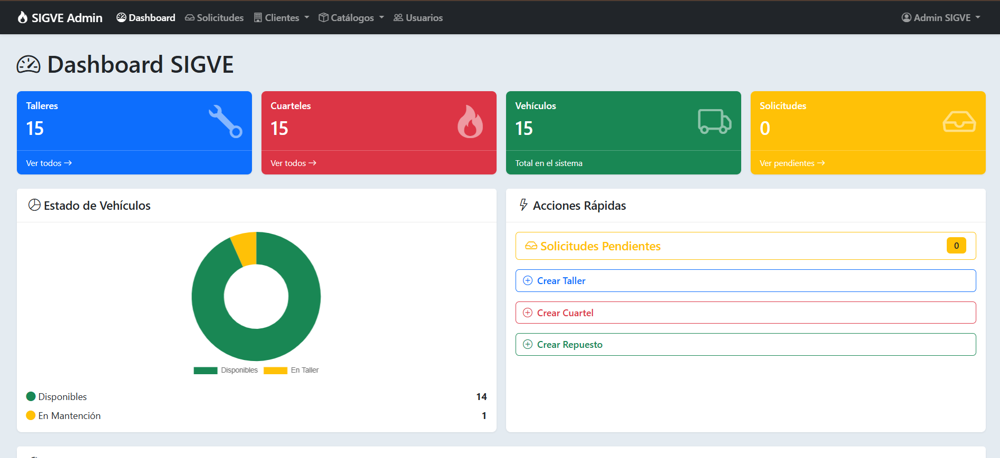 SIGVE Admin Dashboard Solicitudes Clientes Catálogos Usuarios Admin SIGVE
Dashboard SIGVE
Talleres
15
Ver todos →
Cuarteles
15
Ver todos →
Vehículos
15
Total en el sistema
Solicitudes
0
Ver pendientes →
Estado de Vehículos
Disponibles En Taller
Disponibles 14
En Mantención 1
Acciones Rápidas
Solicitudes Pendientes 0
Crear Taller
Crear Cuartel
Crear Repuesto